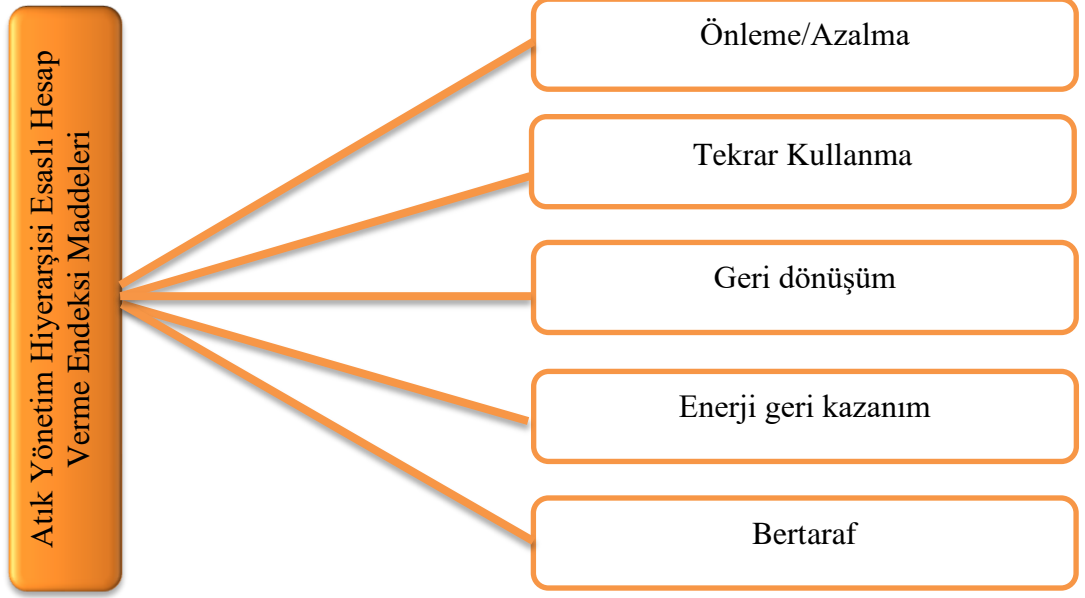 Atık Yönetim Hiyerarşisi Esaslı Hesap
Verme Endeksi Maddeleri
Önleme/Azalma
Tekrar Kullanma
Geri dönüşüm
Enerji geri kazanım
Bertaraf